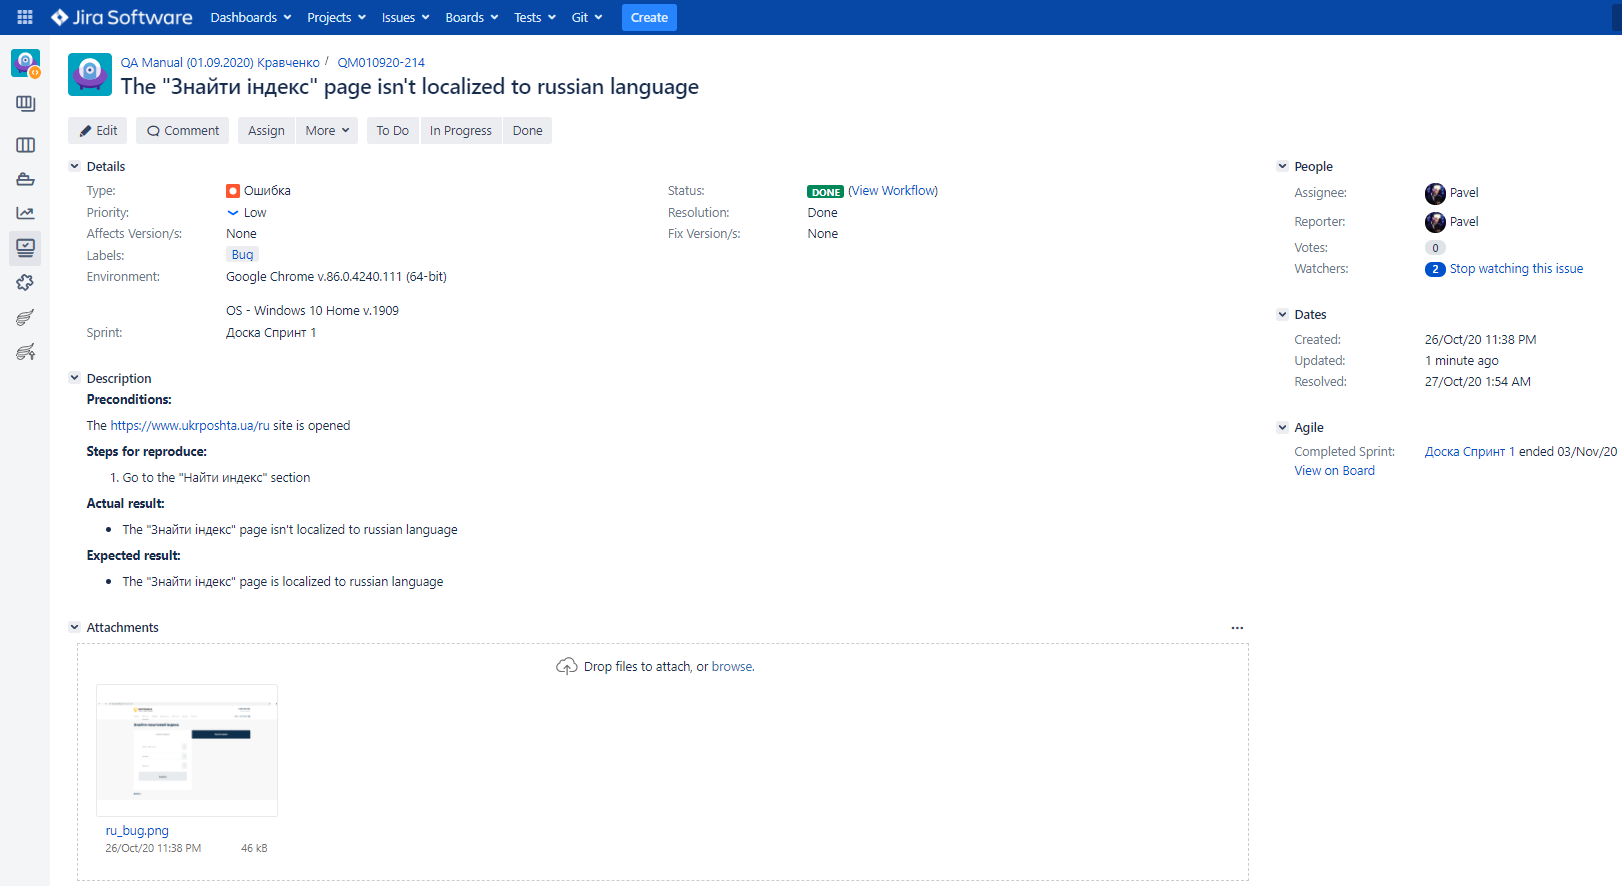 Jira Software Dashboards Projects Issues Boards Tests Git Create
QA Manual (01.09.2020) Кравченко / QM010920-214
The "Знайти індекс" page isn't localized to russian language
Edit Comment Assign More To Do In Progress Done
Details
Type: Ошибка
Priority: Low
Affects Version/s: None
Labels: Bug
Environment: Google Chrome v.86.0.4240.111 (64-bit)
OS - Windows 10 Home v.1909
Sprint: Доска Спринт 1
Status: DONE (View Workflow)
Resolution: Done
Fix Version/s: None
Description
Preconditions:
The https://www.ukrposhta.ua/ru site is opened
Steps for reproduce:
1. Go to the "Найти индекс" section
Actual result:
• The "Знайти індекс" page isn't localized to russian language
Expected result:
• The "Знайти індекс" page is localized to russian language
Attachments
Drop files to attach, or browse.
ru_bug.png
26/Oct/20 11:38 PM 46 kB
People
Assignee: Pavel
Reporter: Pavel
Votes: 0
Watchers: 2 Stop watching this issue
Dates
Created: 26/Oct/20 11:38 PM
Updated: 1 minute ago
Resolved: 27/Oct/20 1:54 AM
Agile
Completed Sprint: Доска Спринт 1 ended 03/Nov/20
View on Board